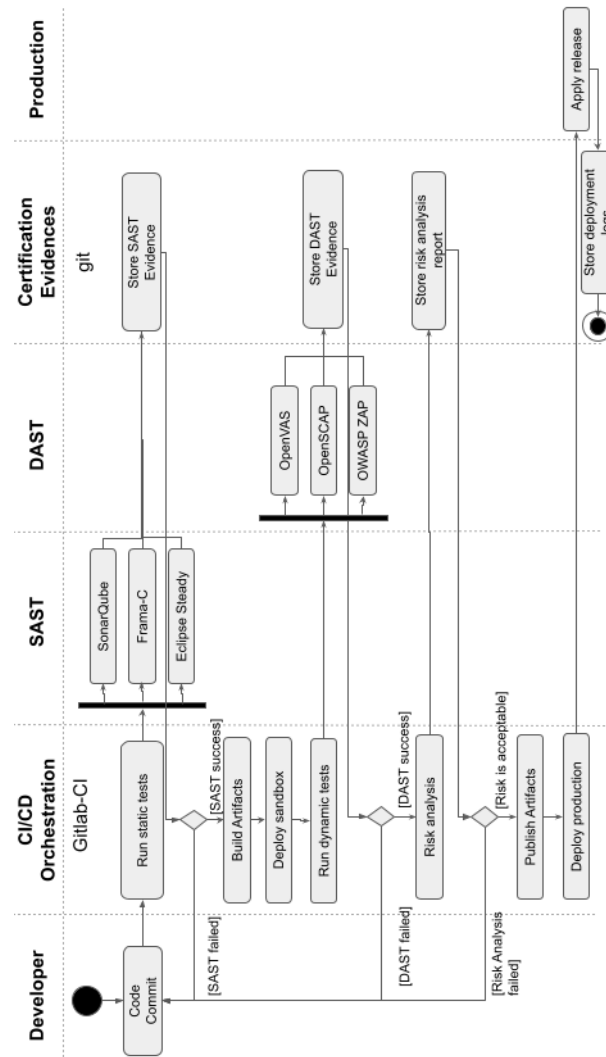 Developer
CI/CD
Orchestration
SAST
DAST
Certification
Evidences
Production
Gitlab-CI
git
Code
Commit
Run static tests
SonarQube
Frama-C
Eclipse Steady
Store SAST
Evidence
[SAST failed]
[SAST success]
Build Artifacts
Deploy sandbox
Run dynamic tests
OpenVAS
OpenSCAP
OWASP ZAP
Store DAST
Evidence
[DAST failed]
[DAST success]
Risk analysis
Store risk analysis
report
[Risk Analysis
failed]
[Risk is acceptable]
Publish Artifacts
Deploy production
Apply release
Store deployment
logs